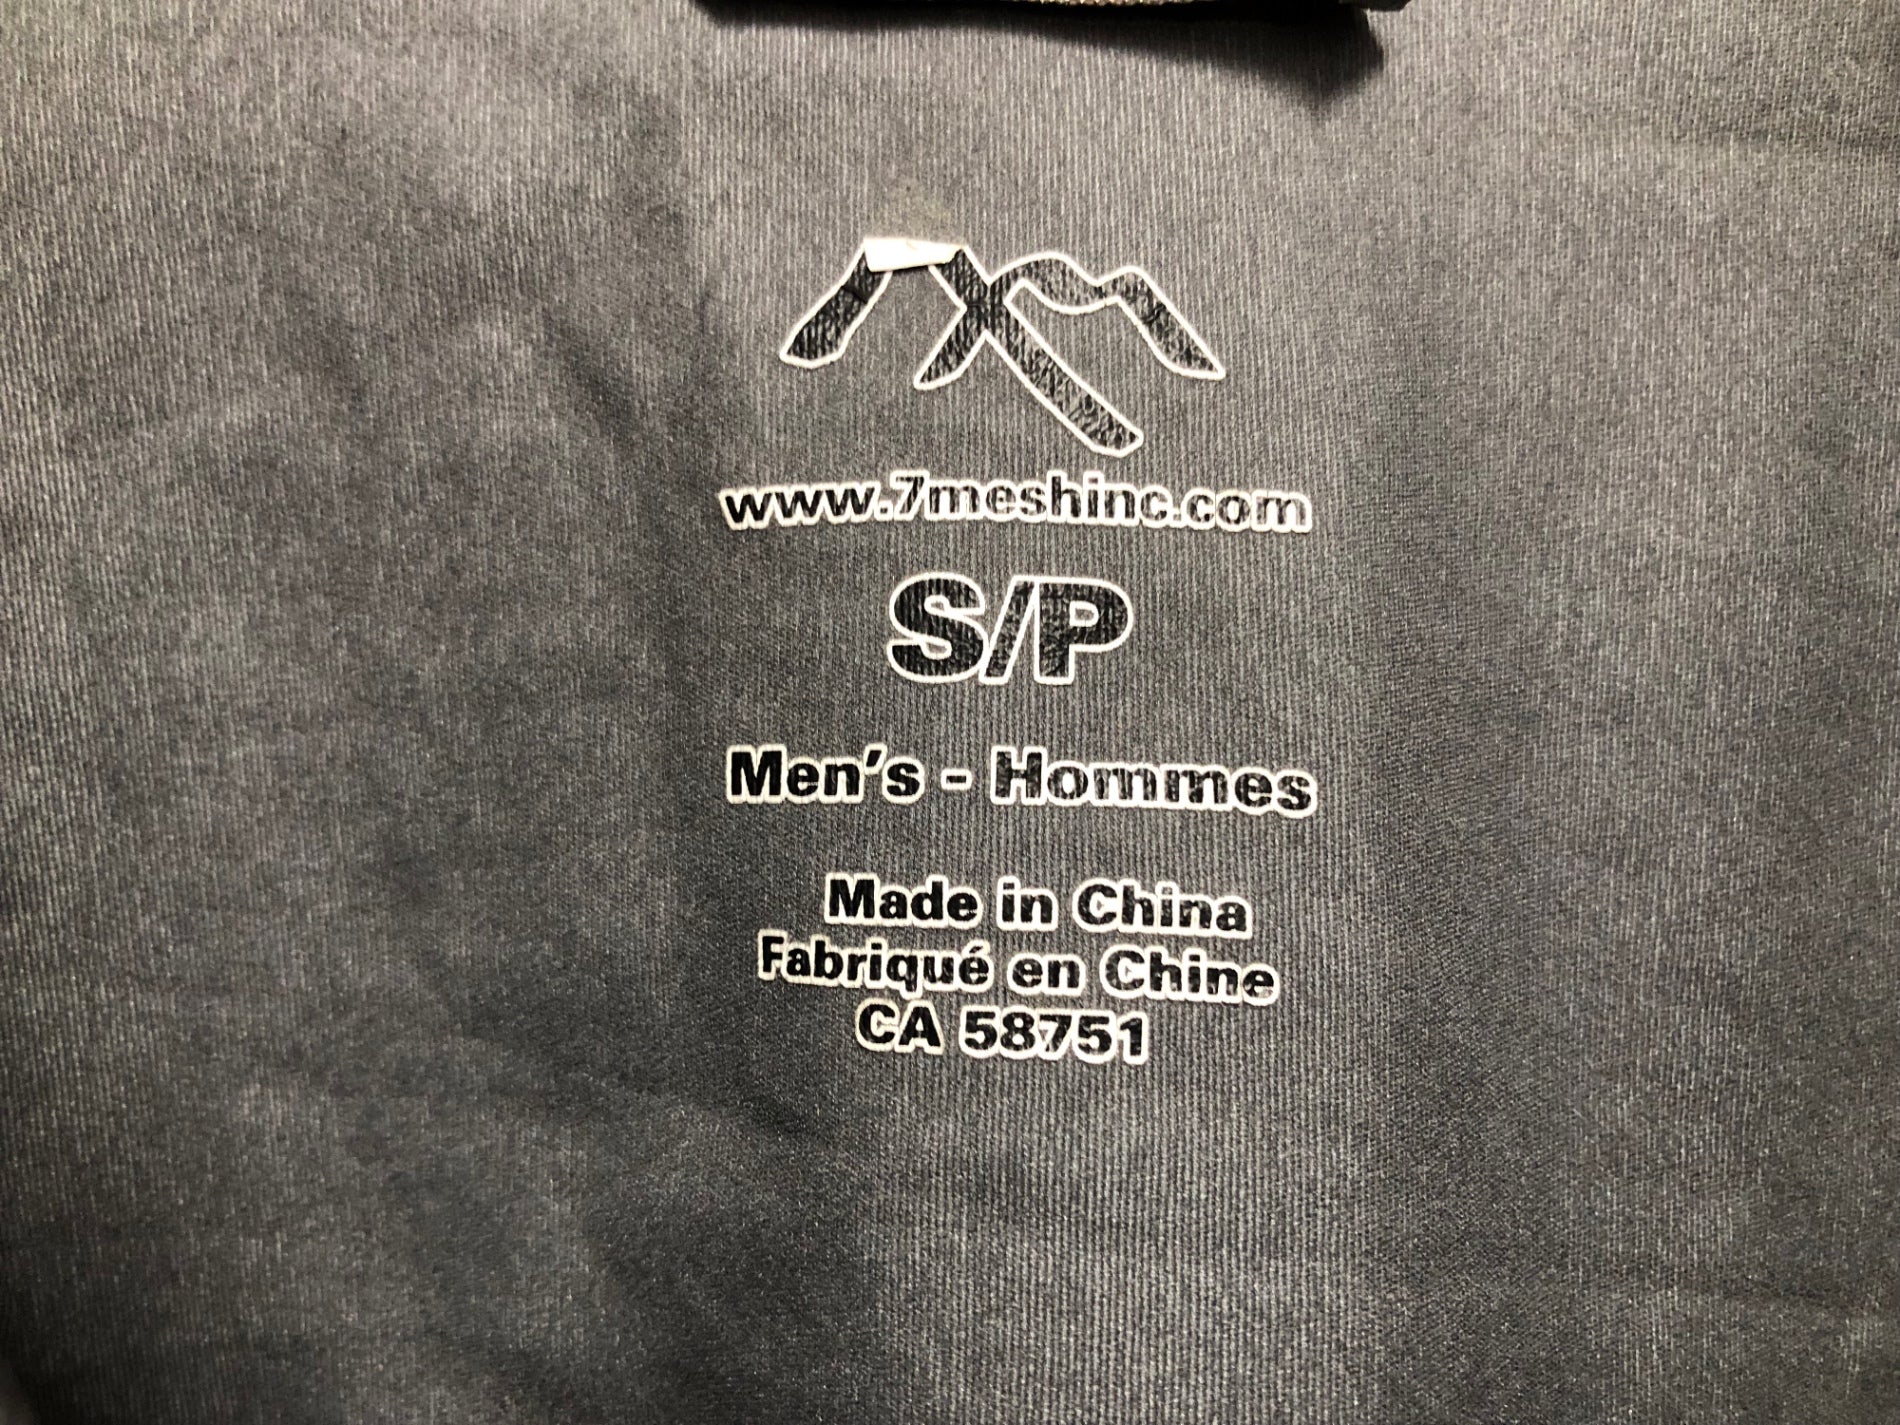 www.7meshinc.com
S/P
Men's - Hommes
Made in China
Fabriqué en Chine
CA 58751